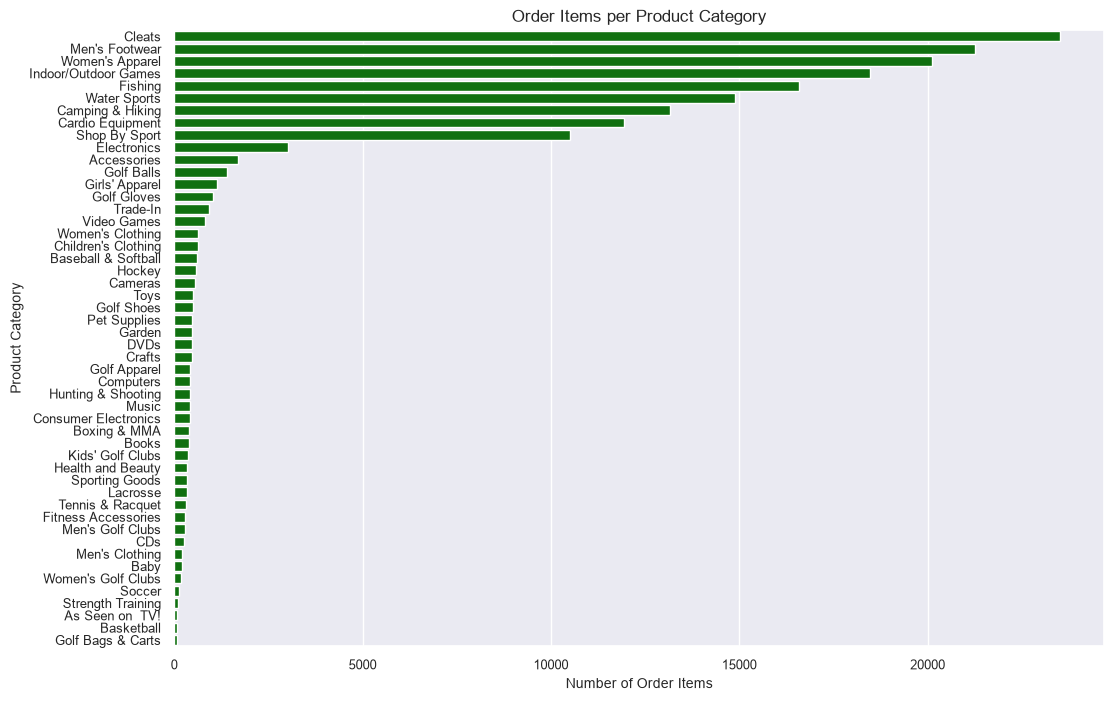 Order Items per Product Category
Product Category
Cleats
Men's Footwear
Women's Apparel
Indoor/Outdoor Games
Fishing
Water Sports
Camping & Hiking
Cardio Equipment
Shop By Sport
Electronics
Accessories
Golf Balls
Girls' Apparel
Golf Gloves
Trade-In
Video Games
Women's Clothing
Children's Clothing
Baseball & Softball
Hockey
Cameras
Toys
Golf Shoes
Pet Supplies
Garden
DVDs
Crafts
Golf Apparel
Computers
Hunting & Shooting
Music
Consumer Electronics
Boxing & MMA
Books
Kids' Golf Clubs
Health and Beauty
Sporting Goods
Lacrosse
Tennis & Racquet
Fitness Accessories
Men's Golf Clubs
CDs
Men's Clothing
Baby
Women's Golf Clubs
Soccer
Strength Training
As Seen on  TV!
Basketball
Golf Bags & Carts
0 5000 10000 15000 20000
Number of Order Items